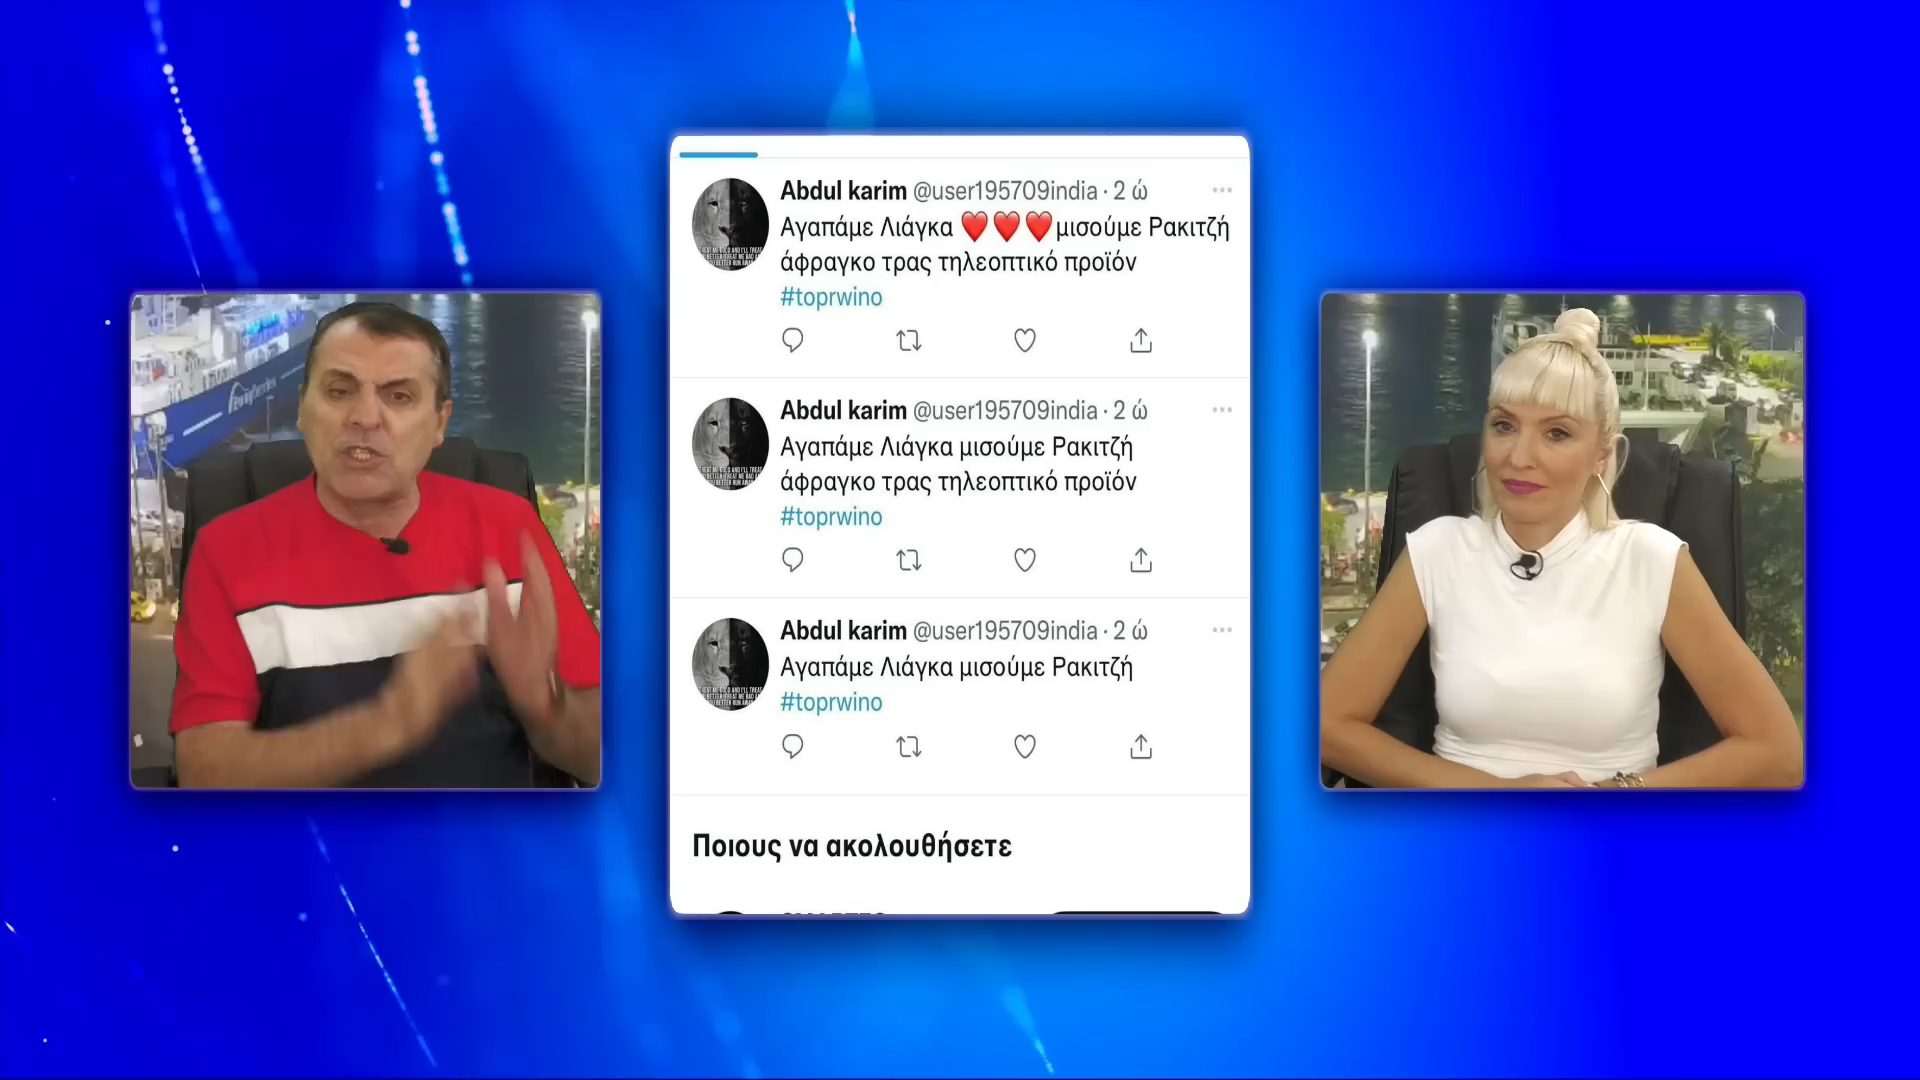 Abdul karim @user195709india · 2 ώ
Αγαπάμε Λιάγκα ❤️❤️❤️μισούμε Ρακιτζή
άφραγκο τρας τηλεοπτικό προϊόν
#toprwino
Abdul karim @user195709india · 2 ώ
Αγαπάμε Λιάγκα μισούμε Ρακιτζή
άφραγκο τρας τηλεοπτικό προϊόν
#toprwino
Abdul karim @user195709india · 2 ώ
Αγαπάμε Λιάγκα μισούμε Ρακιτζή
#toprwino
Ποιους να ακολουθήσετε